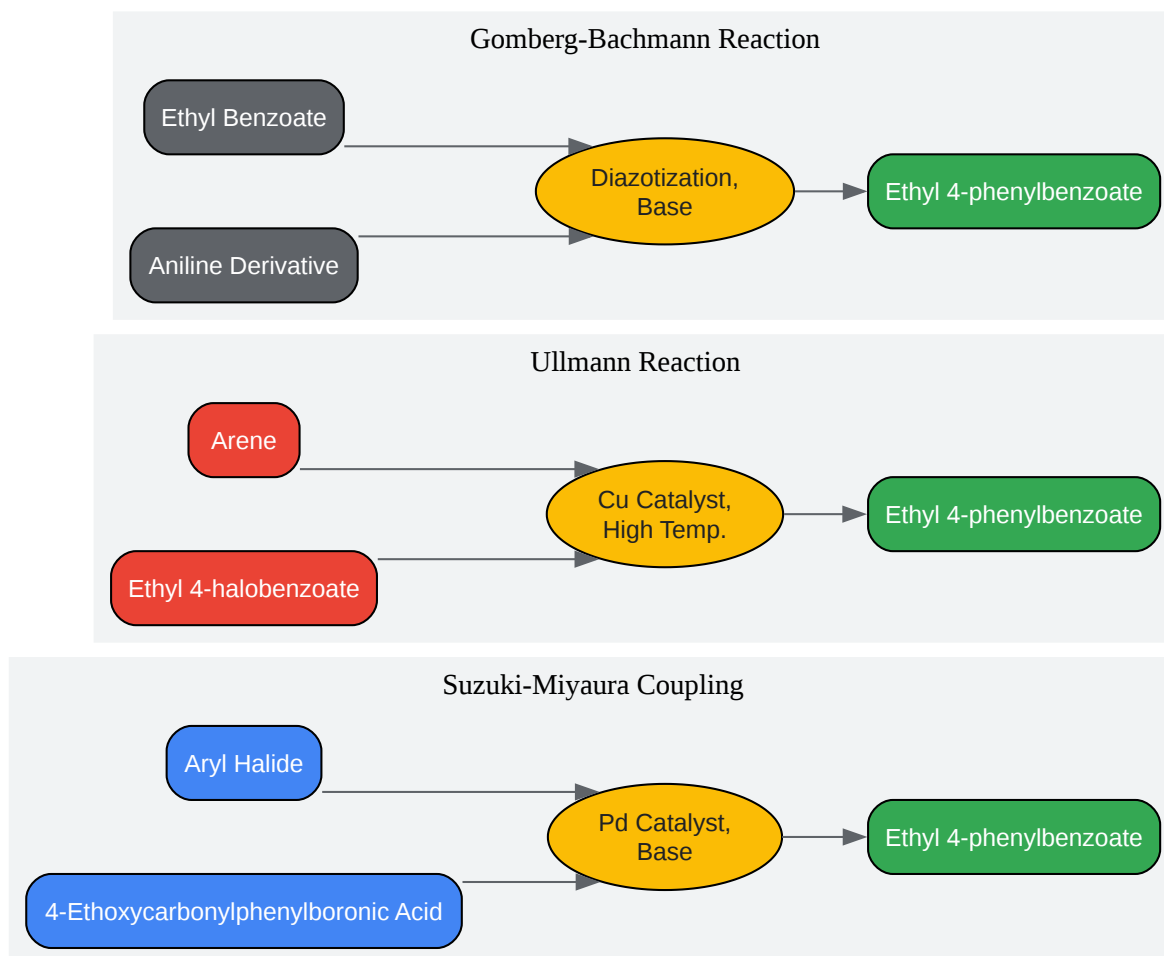 Gomberg-Bachmann Reaction
Ethyl Benzoate
Aniline Derivative
Diazotization,
Base
Ethyl 4-phenylbenzoate
Ullmann Reaction
Arene
Ethyl 4-halobenzoate
Cu Catalyst,
High Temp.
Ethyl 4-phenylbenzoate
Suzuki-Miyaura Coupling
Aryl Halide
4-Ethoxycarbonylphenylboronic Acid
Pd Catalyst,
Base
Ethyl 4-phenylbenzoate